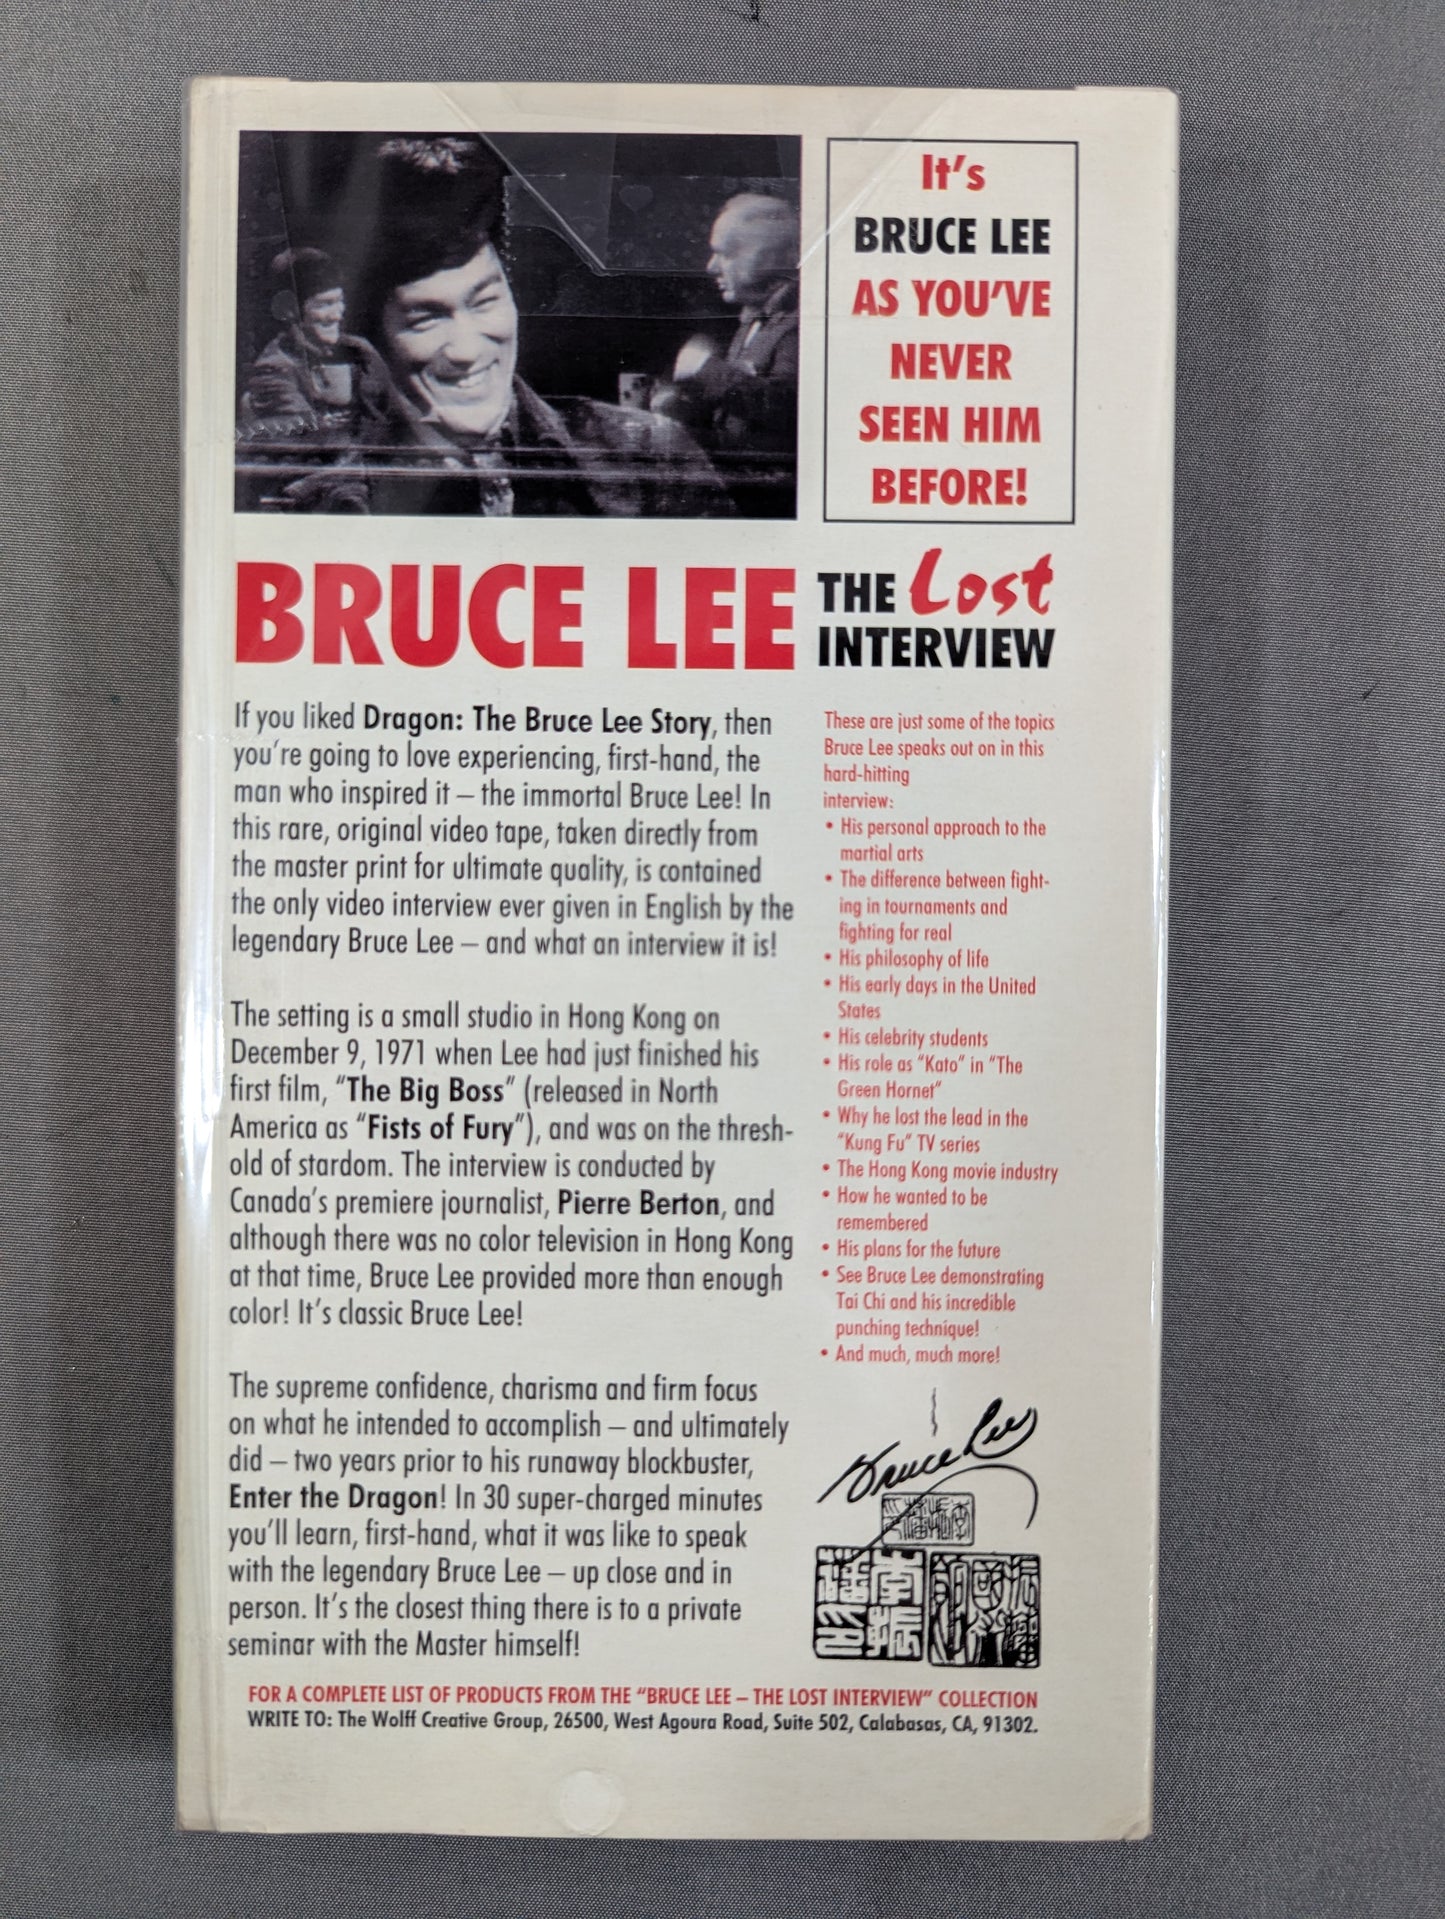 It's
BRUCE LEE
AS YOU'VE
NEVER
SEEN HIM
BEFORE!
BRUCE LEE THE Lost
INTERVIEW
If you liked Dragon: The Bruce Lee Story, then
you're going to love experiencing, first-hand, the
man who inspired it – the immortal Bruce Lee! In
this rare, original video tape, taken directly from
the master print for ultimate quality, is contained
the only video interview ever given in English by the
legendary Bruce Lee – and what an interview it is!
The setting is a small studio in Hong Kong on
December 9, 1971 when Lee had just finished his
first film, "The Big Boss" (released in North
America as "Fists of Fury"), and was on the thresh-
old of stardom. The interview is conducted by
Canada's premiere journalist, Pierre Berton, and
although there was no color television in Hong Kong
at that time, Bruce Lee provided more than enough
color! It's classic Bruce Lee!
The supreme confidence, charisma and firm focus
on what he intended to accomplish – and ultimately
did – two years prior to his runaway blockbuster,
Enter the Dragon! In 30 super-charged minutes
you'll learn, first-hand, what it was like to speak
with the legendary Bruce Lee – up close and in
person. It's the closest thing there is to a private
seminar with the Master himself!
These are just some of the topics
Bruce Lee speaks out on in this
hard-hitting
interview:
• His personal approach to the
martial arts
• The difference between fight-
ing in tournaments and
fighting for real
• His philosophy of life
• His early days in the United
States
• His celebrity students
• His role as "Kato" in "The
Green Hornet"
• Why he lost the lead in the
"Kung Fu" TV series
• The Hong Kong movie industry
• How he wanted to be
remembered
• His plans for the future
• See Bruce Lee demonstrating
Tai Chi and his incredible
punching technique!
• And much, much more!
Bruce Lee
FOR A COMPLETE LIST OF PRODUCTS FROM THE "BRUCE LEE – THE LOST INTERVIEW" COLLECTION
WRITE TO: The Wolff Creative Group, 26500, West Agoura Road, Suite 502, Calabasas, CA, 91302.